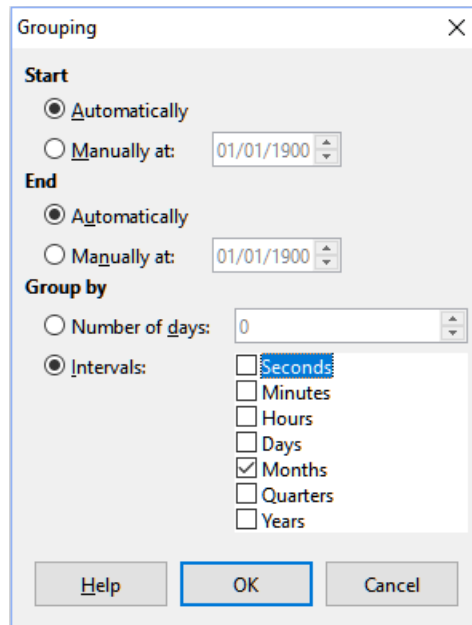 Grouping
Start
Automatically
Manually at: 01/01/1900
End
Automatically
Manually at: 01/01/1900
Group by
Number of days: 0
Intervals: Seconds
Minutes
Hours
Days
Months
Quarters
Years
Help OK Cancel